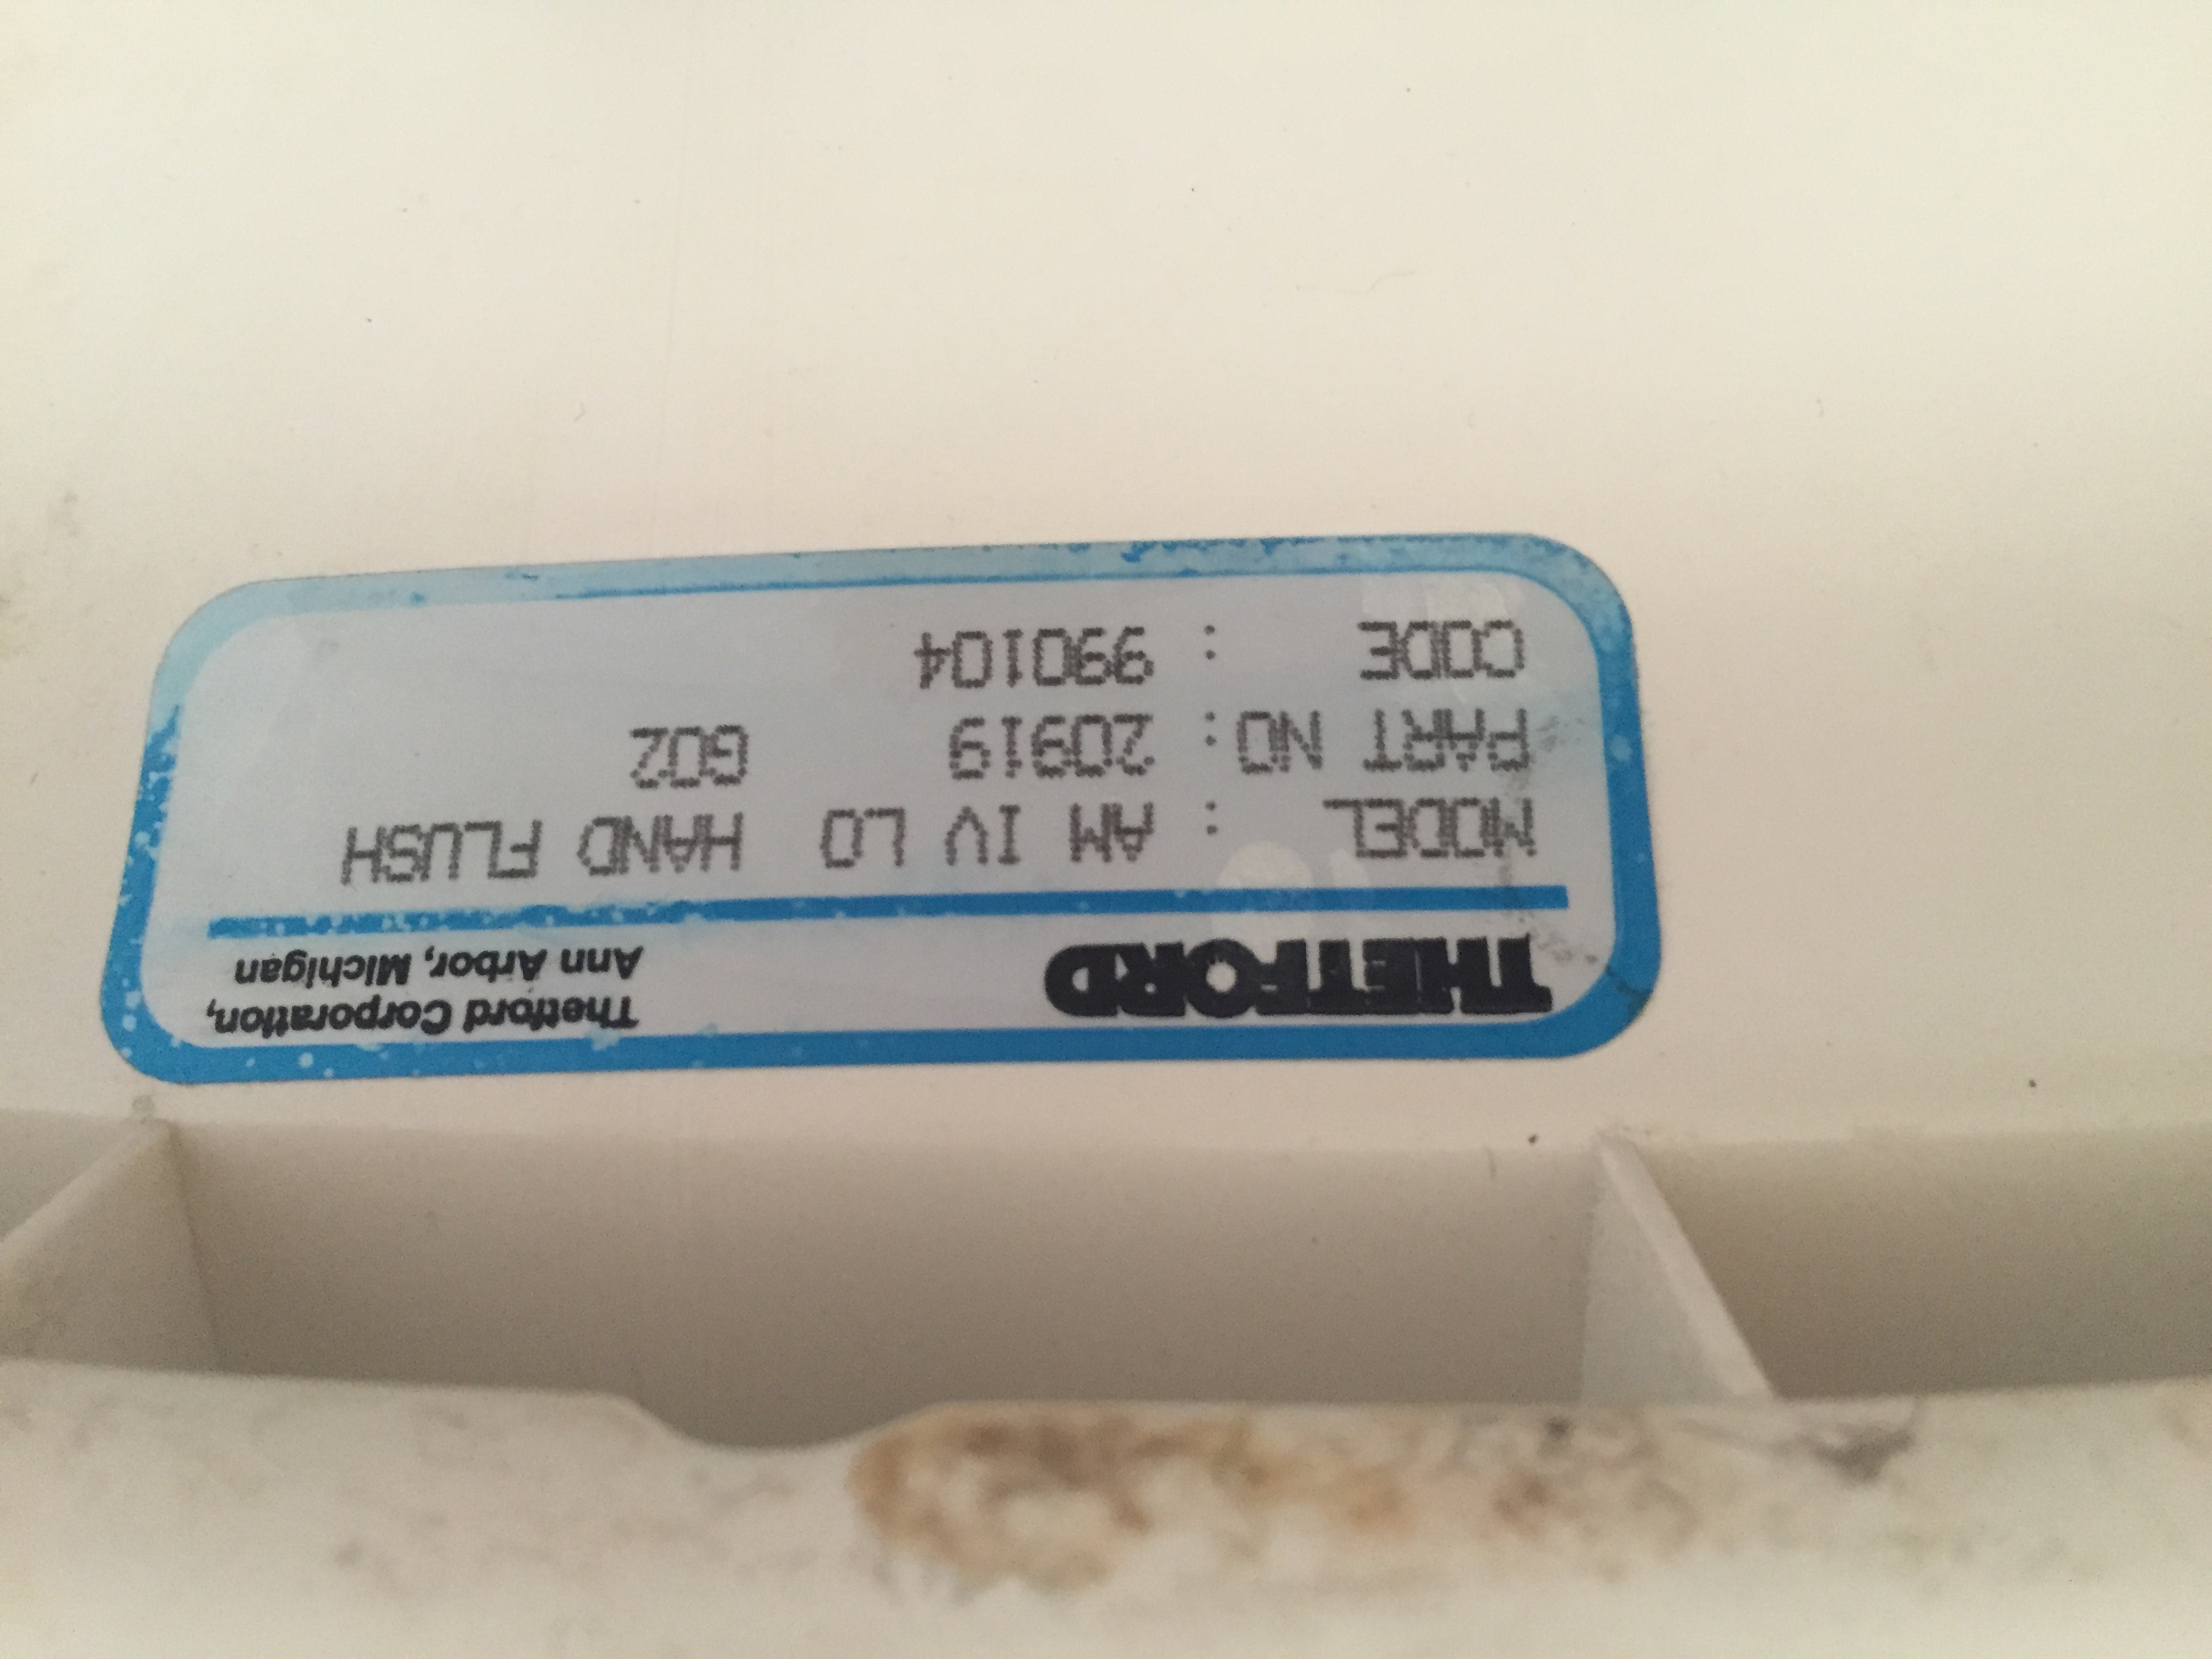 THETFORD
Thetford Corporation,
Ann Arbor, Michigan
MODEL : AM IV LO HAND FLUSH
PART NO: 20919 G02
CODE : 990104